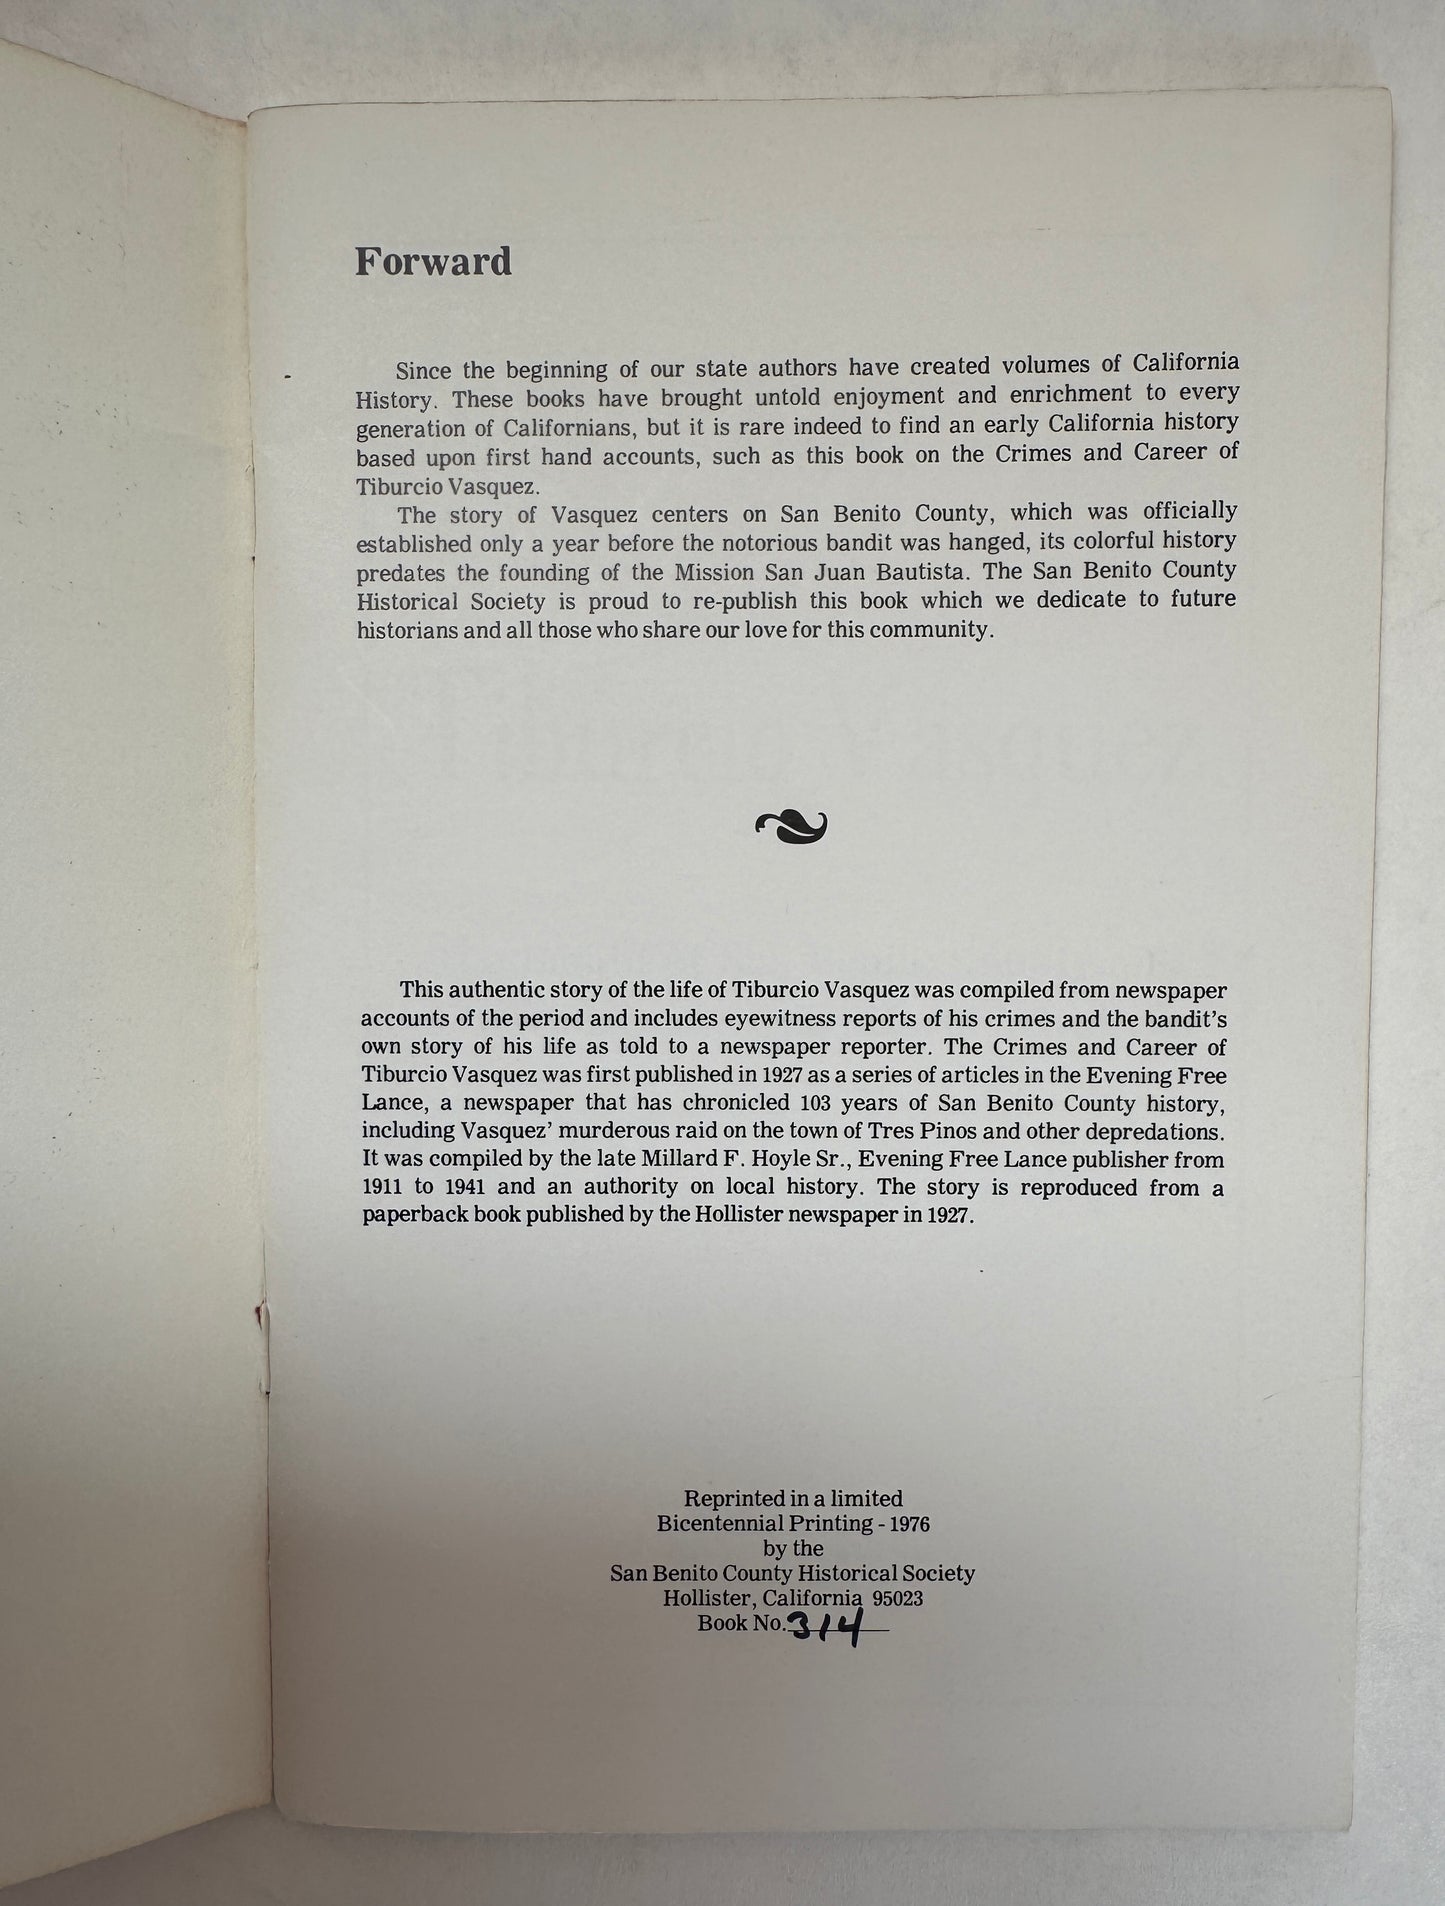 Forward
Since the beginning of our state authors have created volumes of California
History. These books have brought untold enjoyment and enrichment to every
generation of Californians, but it is rare indeed to find an early California history
based upon first hand accounts, such as this book on the Crimes and Career of
Tiburcio Vasquez.
The story of Vasquez centers on San Benito County, which was officially
established only a year before the notorious bandit was hanged, its colorful history
predates the founding of the Mission San Juan Bautista. The San Benito County
Historical Society is proud to re-publish this book which we dedicate to future
historians and all those who share our love for this community.
This authentic story of the life of Tiburcio Vasquez was compiled from newspaper
accounts of the period and includes eyewitness reports of his crimes and the bandit's
own story of his life as told to a newspaper reporter. The Crimes and Career of
Tiburcio Vasquez was first published in 1927 as a series of articles in the Evening Free
Lance, a newspaper that has chronicled 103 years of San Benito County history,
including Vasquez' murderous raid on the town of Tres Pinos and other depredations.
It was compiled by the late Millard F. Hoyle Sr., Evening Free Lance publisher from
1911 to 1941 and an authority on local history. The story is reproduced from a
paperback book published by the Hollister newspaper in 1927.
Reprinted in a limited
Bicentennial Printing - 1976
by the
San Benito County Historical Society
Hollister, California 95023
Book No. 314